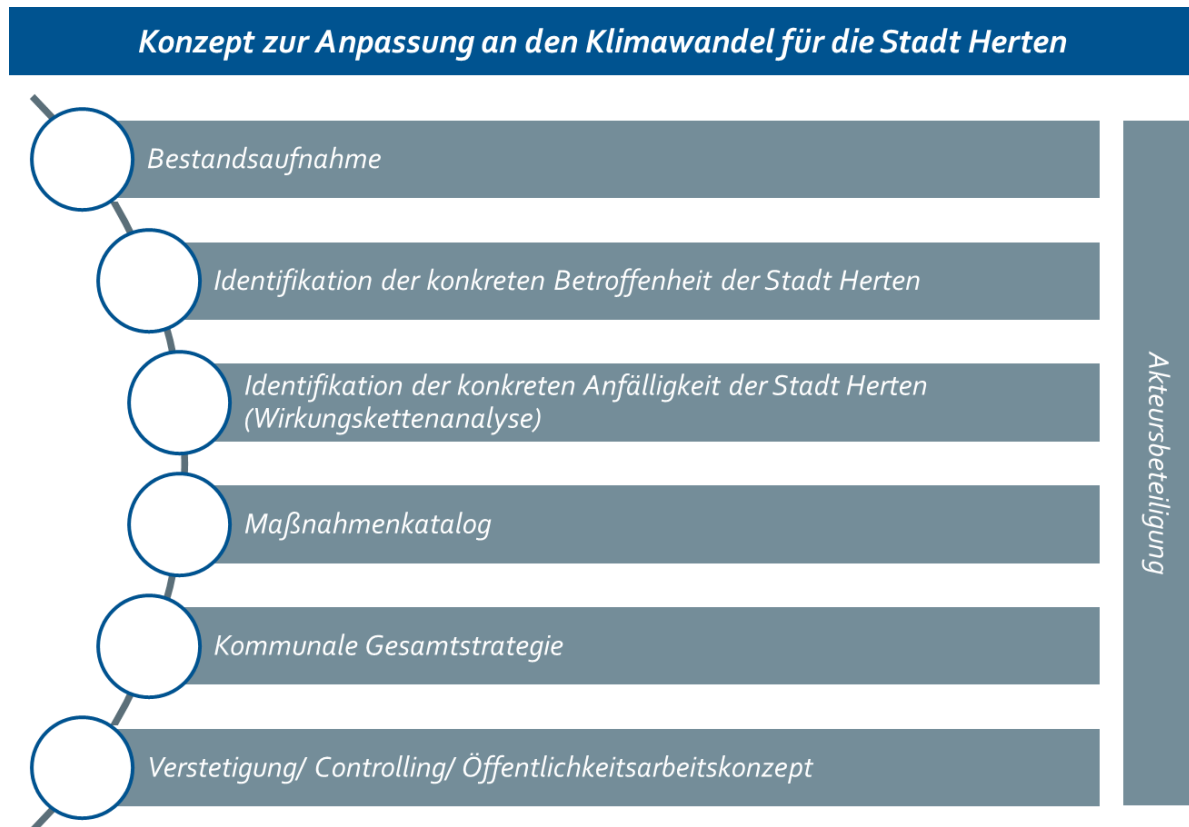 Konzept zur Anpassung an den Klimawandel für die Stadt Herten
Bestandsaufnahme
Identifikation der konkreten Betroffenheit der Stadt Herten
Identifikation der konkreten Anfälligkeit der Stadt Herten
(Wirkungskettenanalyse)
Maßnahmenkatalog
Kommunale Gesamtstrategie
Verstetigung/ Controlling/ Öffentlichkeitsarbeitskonzept
Akteursbeteiligung